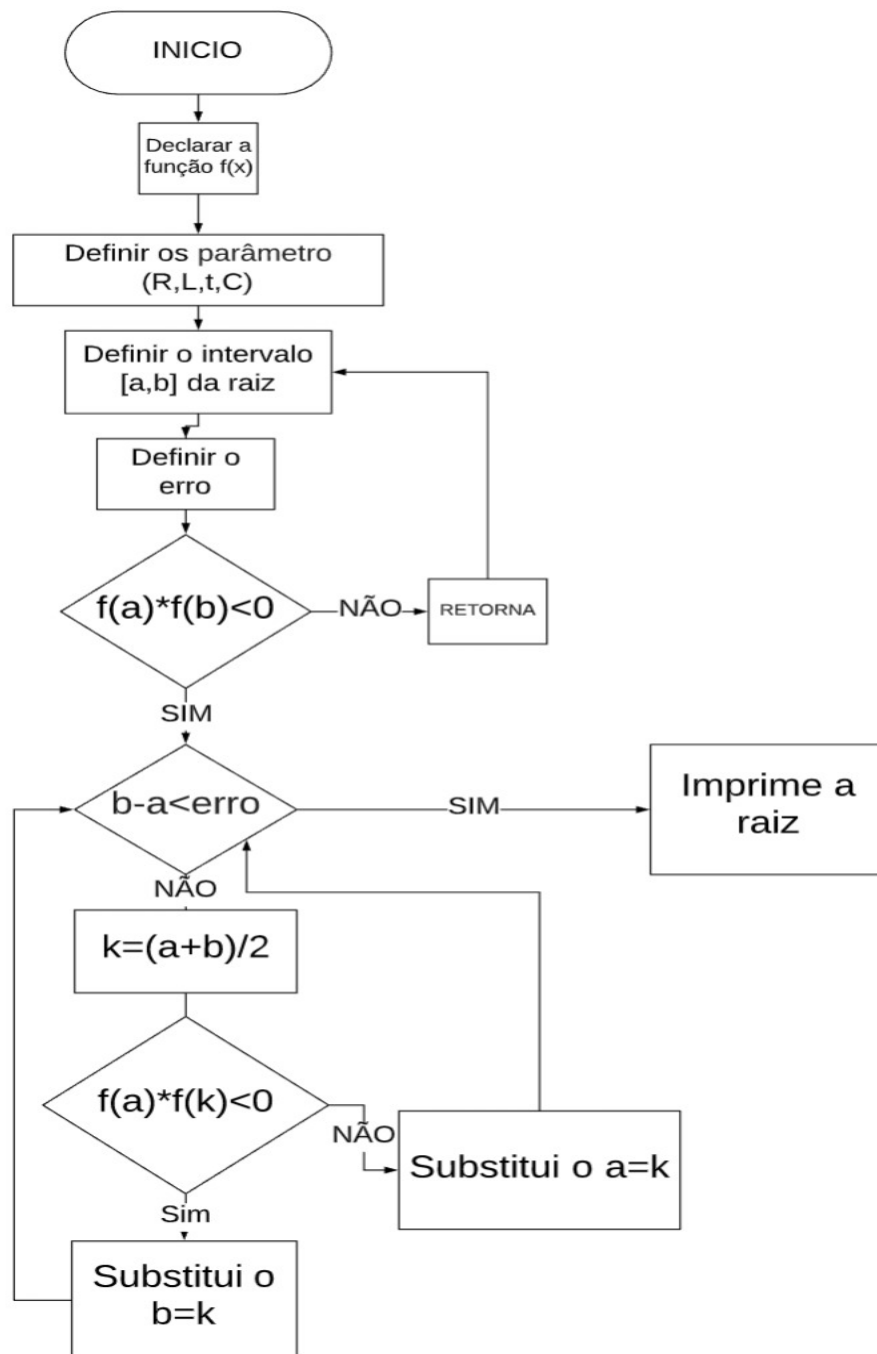 INICIO
Declarar a
função f(x)
Definir os parâmetro
(R,L,t,C)
Definir o intervalo
[a,b] da raiz
Definir o
erro
f(a)*f(b)<0
NÃO
RETORNA
SIM
b-a<erro
SIM
Imprime a
raiz
NÃO
k=(a+b)/2
f(a)*f(k)<0
NÃO
Substitui o a=k
Sim
Substitui o
b=k